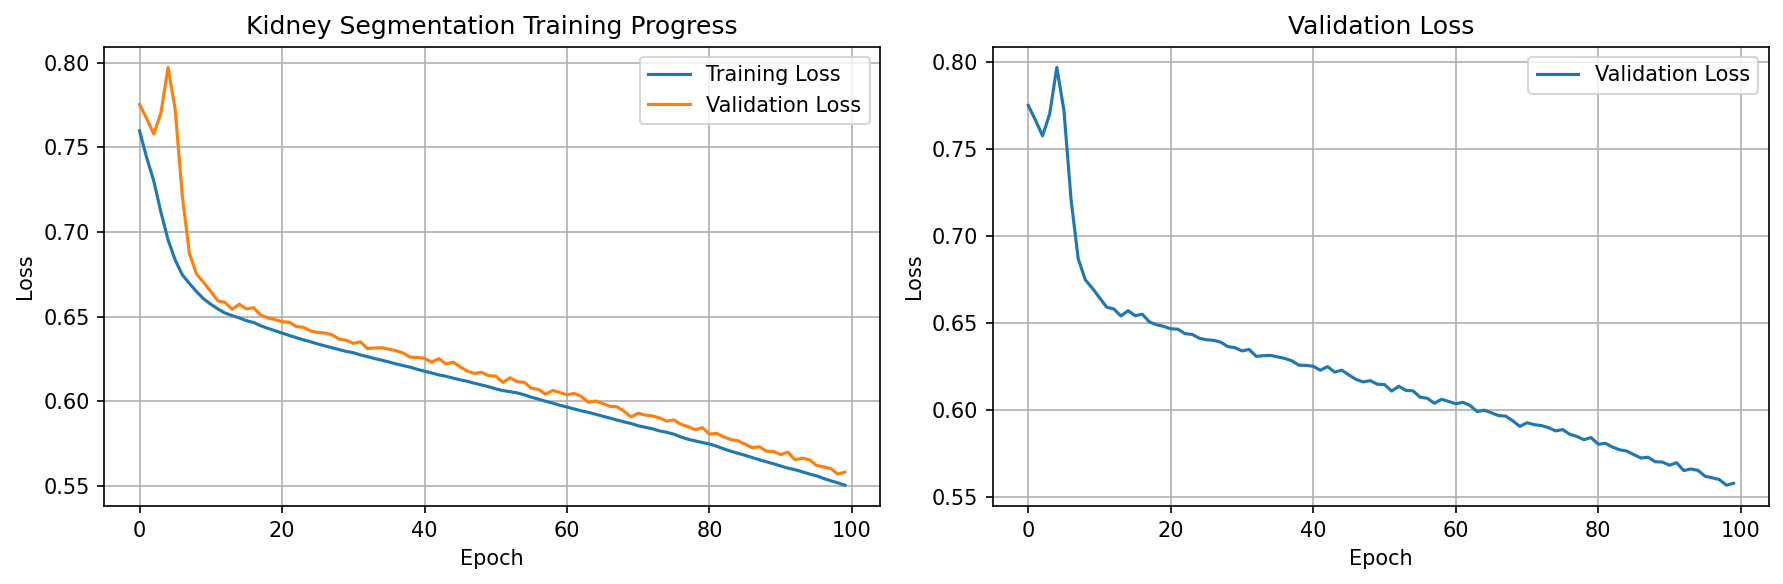 Kidney Segmentation Training Progress
0.80
0.75
0.70
0.65
0.60
0.55
Loss
Training Loss
Validation Loss
0
20
40
60
80
100
Epoch
Validation Loss
0.80
0.75
0.70
0.65
0.60
0.55
Loss
Validation Loss
0
20
40
60
80
100
Epoch